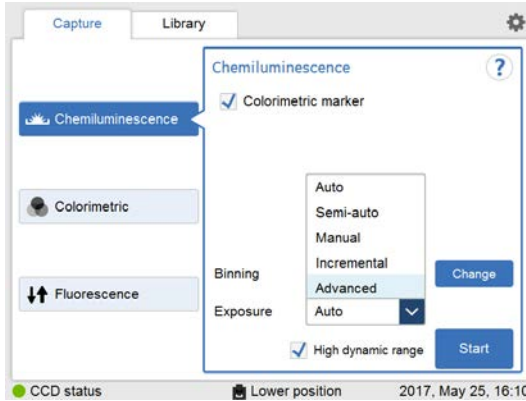 Capture
Library
Chemiluminescence
Colorimetric
Fluorescence
Chemiluminescence
?
Colorimetric marker
Auto
Semi-auto
Manual
Incremental
Advanced
Binning
Change
Exposure
Auto
High dynamic range
Start
CCD status
Lower position
2017, May 25, 16:10